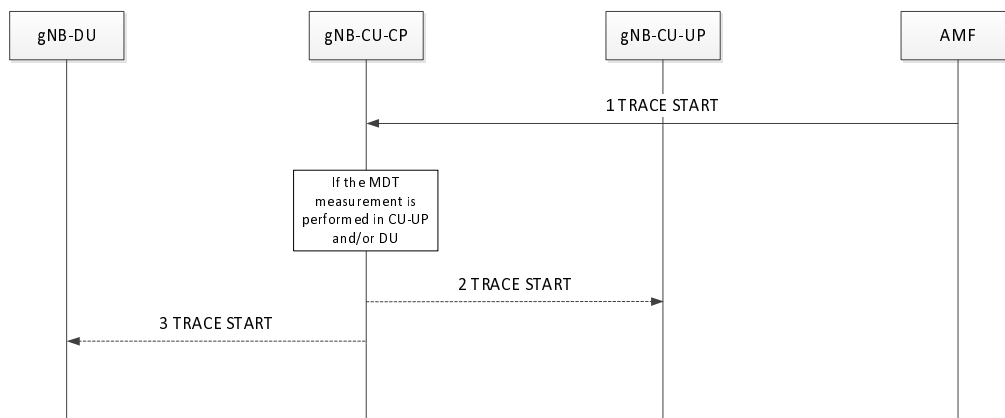 gNB-DU
gNB-CU-CP
gNB-CU-UP
AMF
1 TRACE START
If the MDT
measurement is
performed in CU-UP
and/or DU
2 TRACE START
3 TRACE START